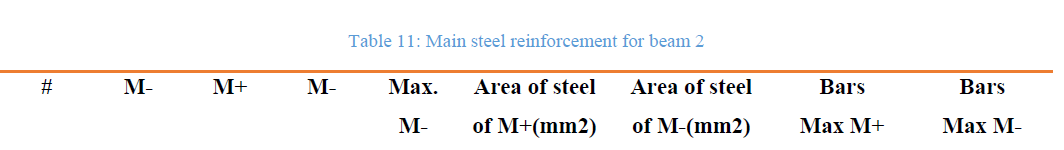 Table 11: Main steel reinforcement for beam 2
# M- M+ M- Max. Area of steel Area of steel Bars Bars
M- of M+(mm2) of M-(mm2) Max M+ Max M-